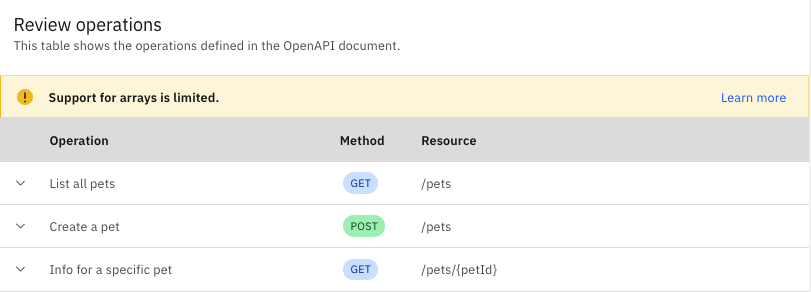 Review operations
This table shows the operations defined in the OpenAPI document.
Support for arrays is limited. Learn more
Operation Method Resource
List all pets GET /pets
Create a pet POST /pets
Info for a specific pet GET /pets/{petId}